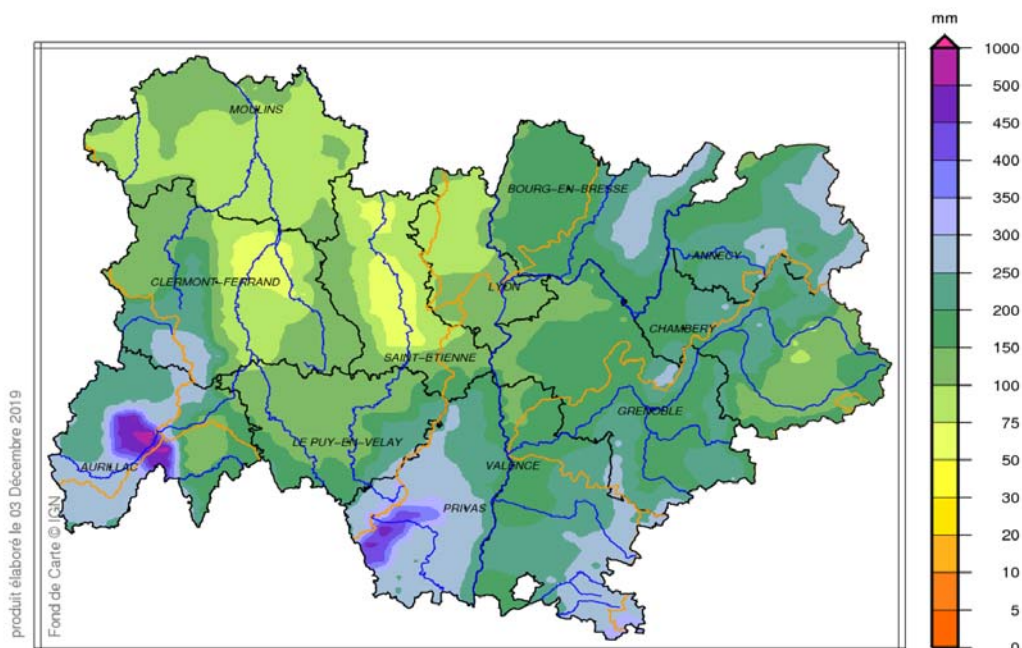 mm
1000
500
450
400
350
300
250
200
150
100
75
50
30
20
10
5
0
MOULINS
BOURG-EN-BRESSE
ANNECY
CLERMONT-FERRAND
LYON
CHAMBERY
SAINT-ETIENNE
GRENOBLE
LE PUY-EN-VELAY
AURILLAC
VALENCE
PRIVAS
produit élaboré le 03 Décembre 2019
Fond de Carte © IGN